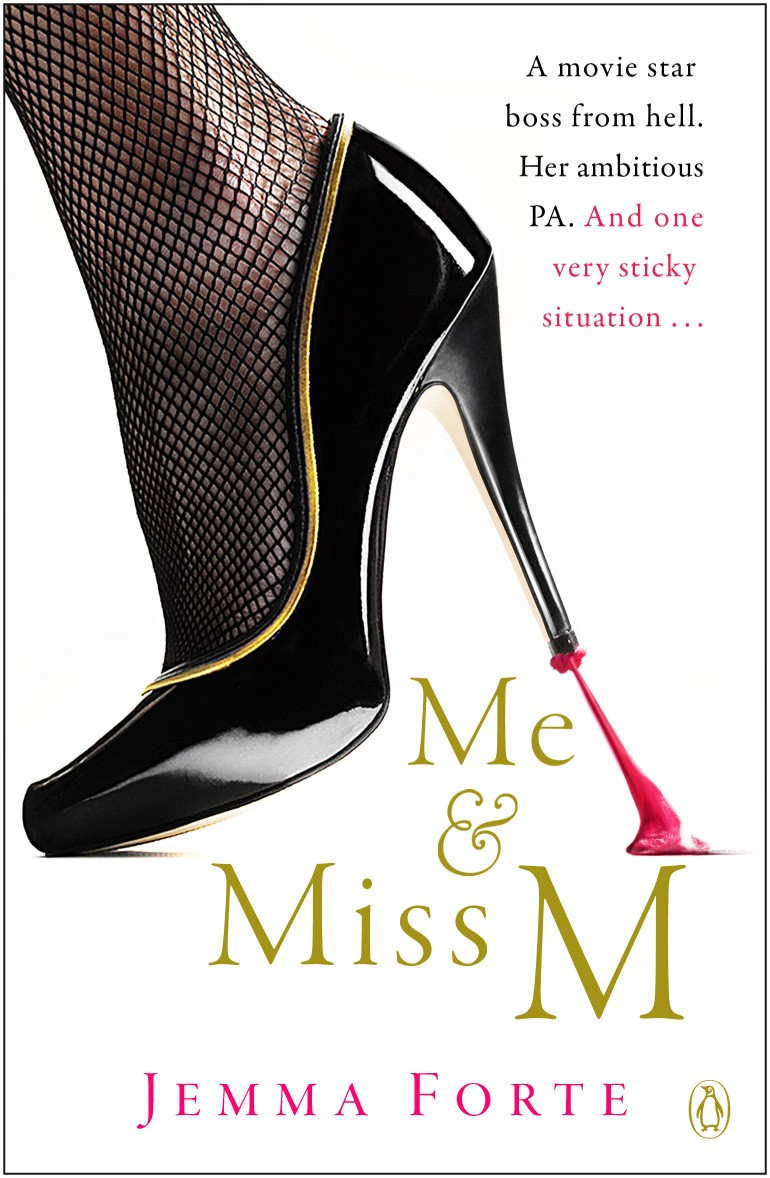 A movie star
boss from hell.
Her ambitious
PA. And one
very sticky
situation ...
Me
&
Miss M
Jemma Forte